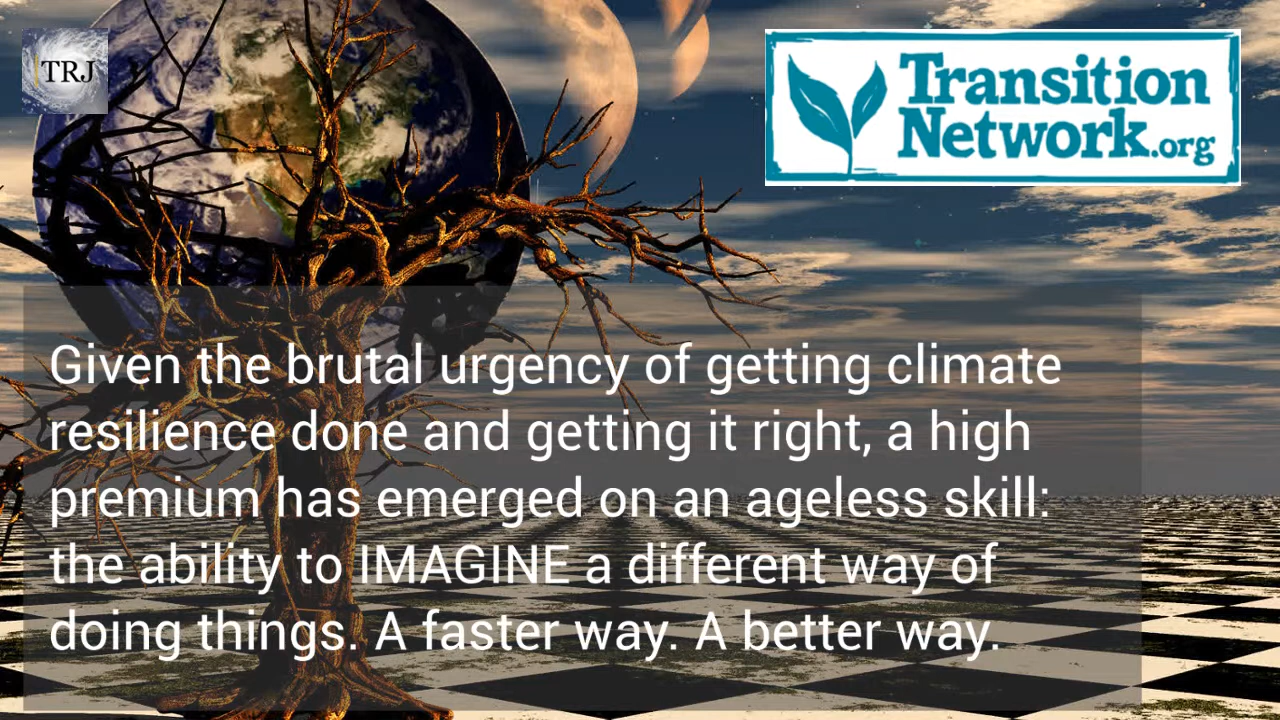 TRJ
Transition
Network.org
Given the brutal urgency of getting climate
resilience done and getting it right, a high
premium has emerged on an ageless skill:
the ability to IMAGINE a different way of
doing things. A faster way. A better way.